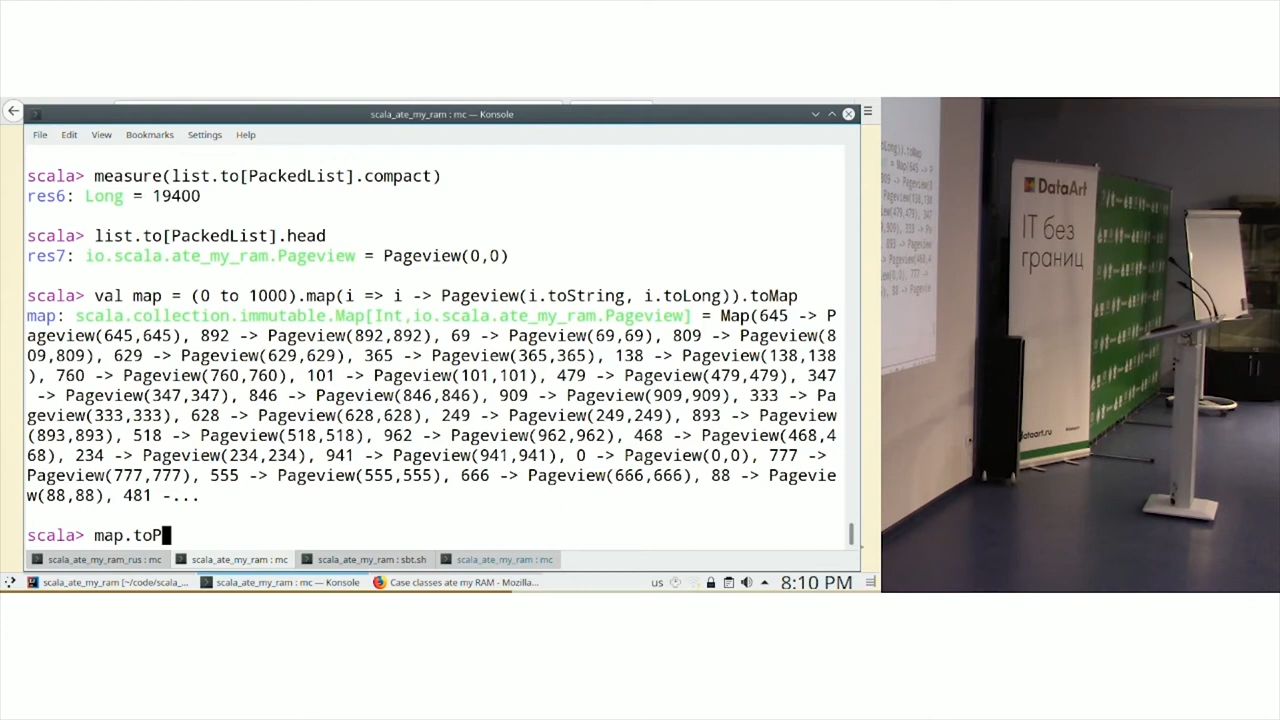 scala_ate_my_ram : mc — Konsole
File Edit View Bookmarks Settings Help
scala> measure(list.to[PackedList].compact)
res6: Long = 19400
scala> list.to[PackedList].head
res7: io.scala.ate_my_ram.Pageview = Pageview(0,0)
scala> val map = (0 to 1000).map(i => i -> Pageview(i.toString, i.toLong)).toMap
map: scala.collection.immutable.Map[Int,io.scala.ate_my_ram.Pageview] = Map(645 -> P
ageview(645,645), 892 -> Pageview(892,892), 69 -> Pageview(69,69), 809 -> Pageview(8
09,809), 629 -> Pageview(629,629), 365 -> Pageview(365,365), 138 -> Pageview(138,138
), 760 -> Pageview(760,760), 101 -> Pageview(101,101), 479 -> Pageview(479,479), 347
-> Pageview(347,347), 846 -> Pageview(846,846), 909 -> Pageview(909,909), 333 -> Pa
geview(333,333), 628 -> Pageview(628,628), 249 -> Pageview(249,249), 893 -> Pageview
(893,893), 518 -> Pageview(518,518), 962 -> Pageview(962,962), 468 -> Pageview(468,4
68), 234 -> Pageview(234,234), 941 -> Pageview(941,941), 0 -> Pageview(0,0), 777 ->
Pageview(777,777), 555 -> Pageview(555,555), 666 -> Pageview(666,666), 88 -> Pagevie
w(88,88), 481 -...
scala> map.toP
scala_ate_my_ram_rus : mc scala_ate_my_ram : mc scala_ate_my_ram : sbt.sh scala_ate_my_ram : mc
scala_ate_my_ram [~/code/scala_... scala_ate_my_ram : mc — Konsole Case classes ate my RAM - Mozilla... us 8:10 PM
DataArt
IT без
границ
dataart.ru